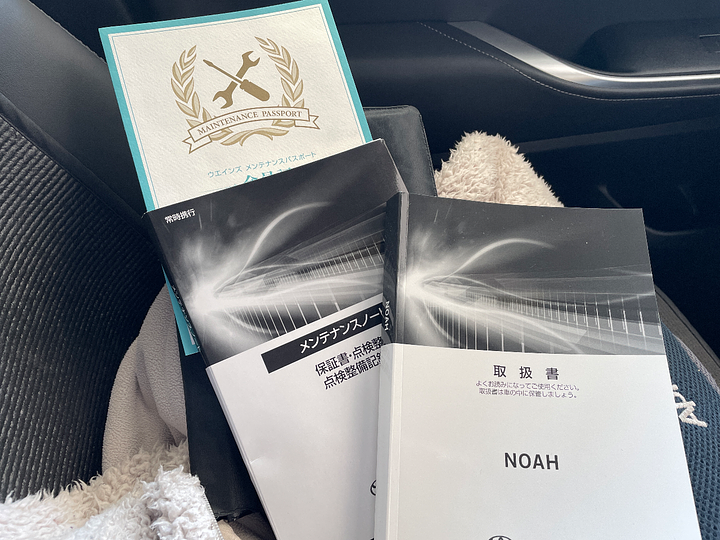 MAINTENANCE PASSPORT
ウエインズ メンテナンスパスポート
常時携行
メンテナンスノー
保証書・点検整
点検整備記
NOAH
取扱書
よくお読みになってご使用ください。
取扱書は車の中に保管しましょう。
NOAH